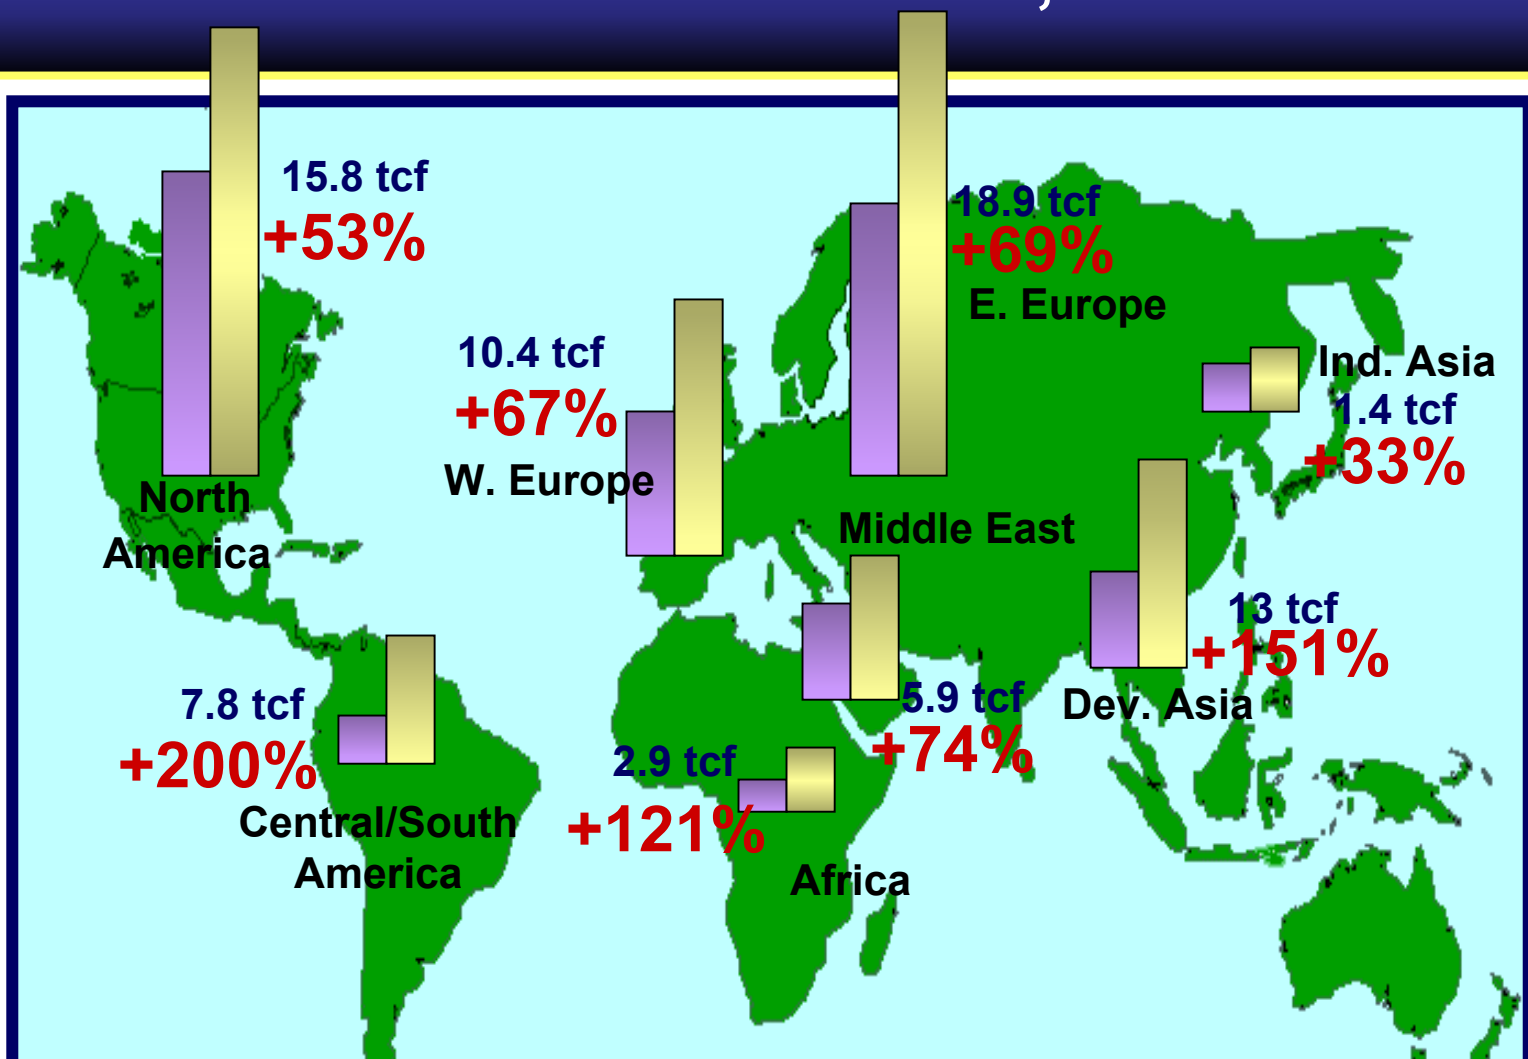 15.8 tcf
+53%
North
America
10.4 tcf
+67%
W. Europe
18.9 tcf
+69%
E. Europe
Ind. Asia
1.4 tcf
+33%
Middle East
5.9 tcf
+74%
13 tcf
+151%
Dev. Asia
7.8 tcf
+200%
Central/South
America
2.9 tcf
+121%
Africa